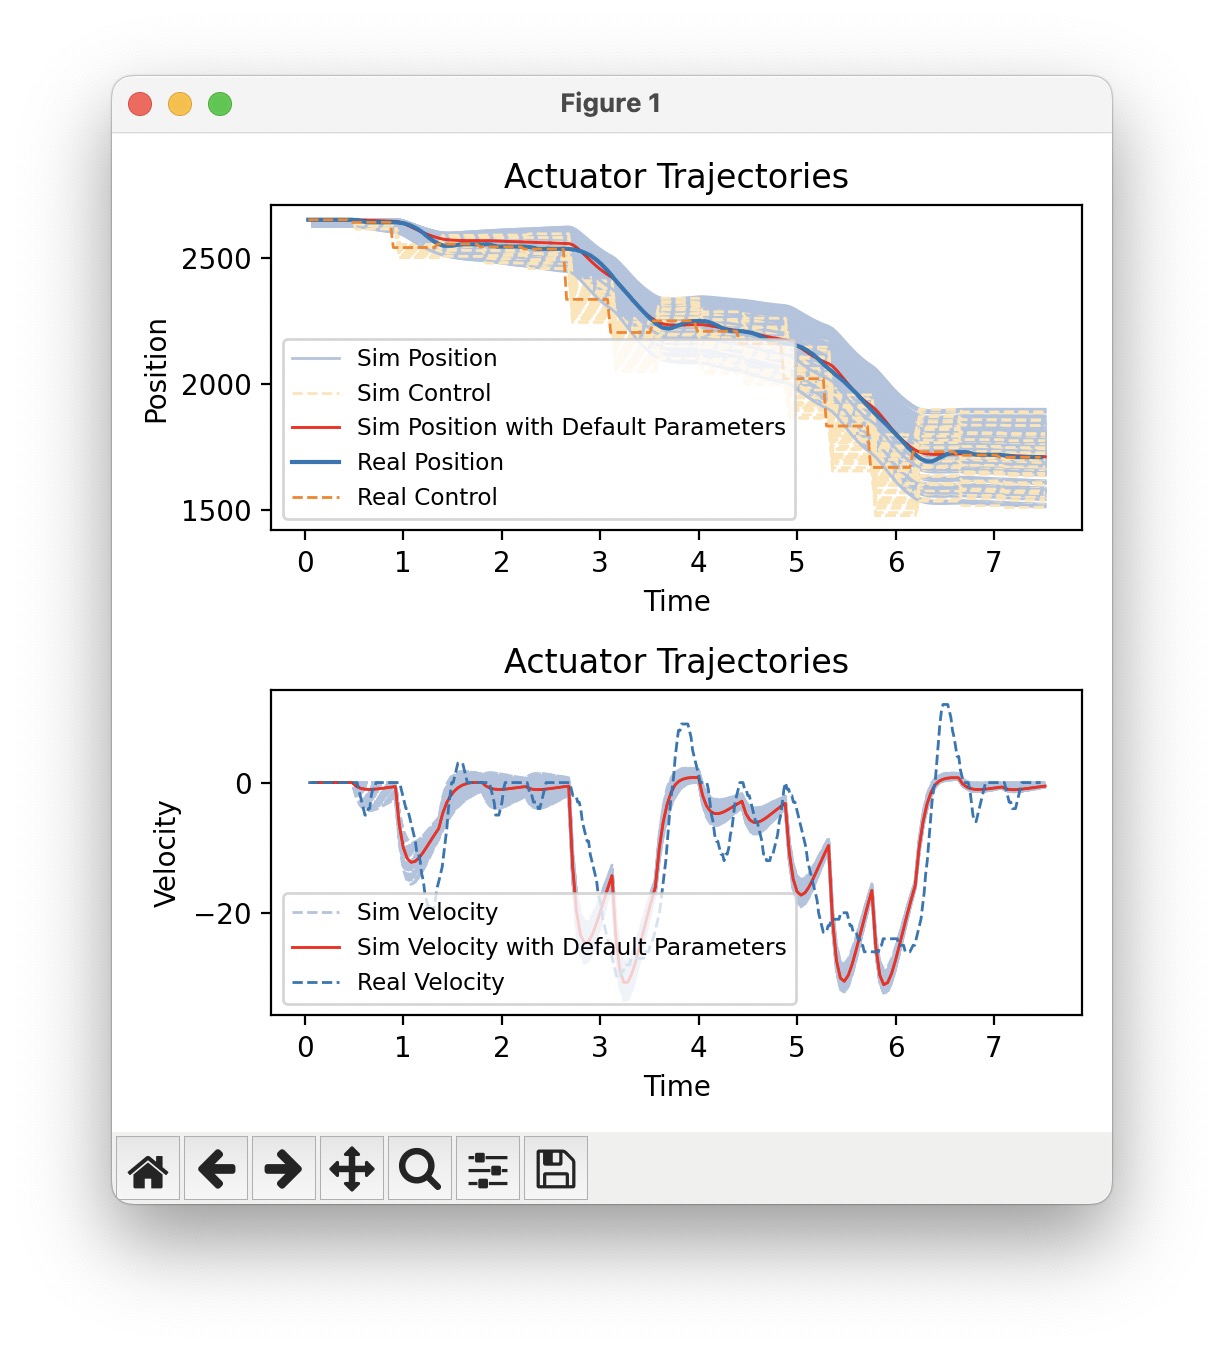 Figure 1
Actuator Trajectories
Position
2500
2000
1500
Sim Position
Sim Control
Sim Position with Default Parameters
Real Position
Real Control
0 1 2 3 4 5 6 7
Time
Actuator Trajectories
Velocity
0
−20
Sim Velocity
Sim Velocity with Default Parameters
Real Velocity
0 1 2 3 4 5 6 7
Time